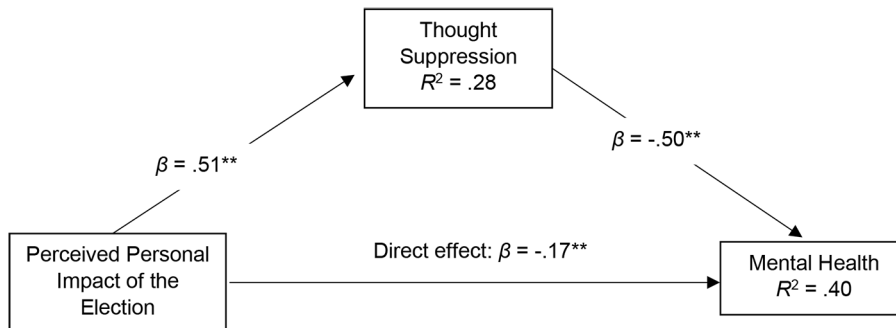 Thought
Suppression
R² = .28
β = .51**
β = -.50**
Perceived Personal
Impact of the
Election
Direct effect: β = -.17**
Mental Health
R² = .40